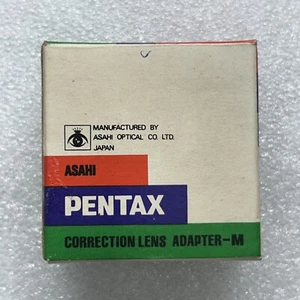 MANUFACTURED BY
ASAHI OPTICAL CO. LTD.
JAPAN
ASAHI
PENTAX
CORRECTION LENS ADAPTER-M